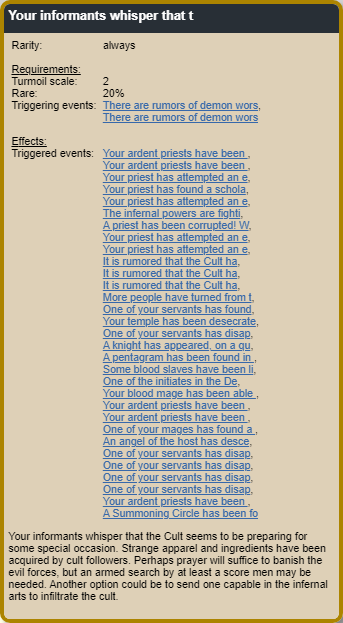 Your informants whisper that t
Rarity: always
Requirements:
Turmoil scale: 2
Rare: 20%
Triggering events: There are rumors of demon wors,
There are rumors of demon wors
Effects:
Triggered events: Your ardent priests have been ,
Your ardent priests have been ,
Your priest has attempted an e,
Your priest has found a schola,
Your priest has attempted an e,
The infernal powers are fighti,
A priest has been corrupted! W,
Your priest has attempted an e,
Your priest has attempted an e,
It is rumored that the Cult ha,
It is rumored that the Cult ha,
It is rumored that the Cult ha,
More people have turned from t,
One of your servants has found,
Your temple has been desecrate,
One of your servants has disap,
A knight has appeared, on a qu,
A pentagram has been found in ,
Some blood slaves have been li,
One of the initiates in the De,
Your blood mage has been able ,
Your ardent priests have been ,
Your ardent priests have been ,
One of your mages has found a ,
An angel of the host has desce,
One of your servants has disap,
One of your servants has disap,
One of your servants has disap,
One of your servants has disap,
Your ardent priests have been ,
A Summoning Circle has been fo
Your informants whisper that the Cult seems to be preparing for
some special occasion. Strange apparel and ingredients have been
acquired by cult followers. Perhaps prayer will suffice to banish the
evil forces, but an armed search by at least a score men may be
needed. Another option could be to send one capable in the infernal
arts to infiltrate the cult.